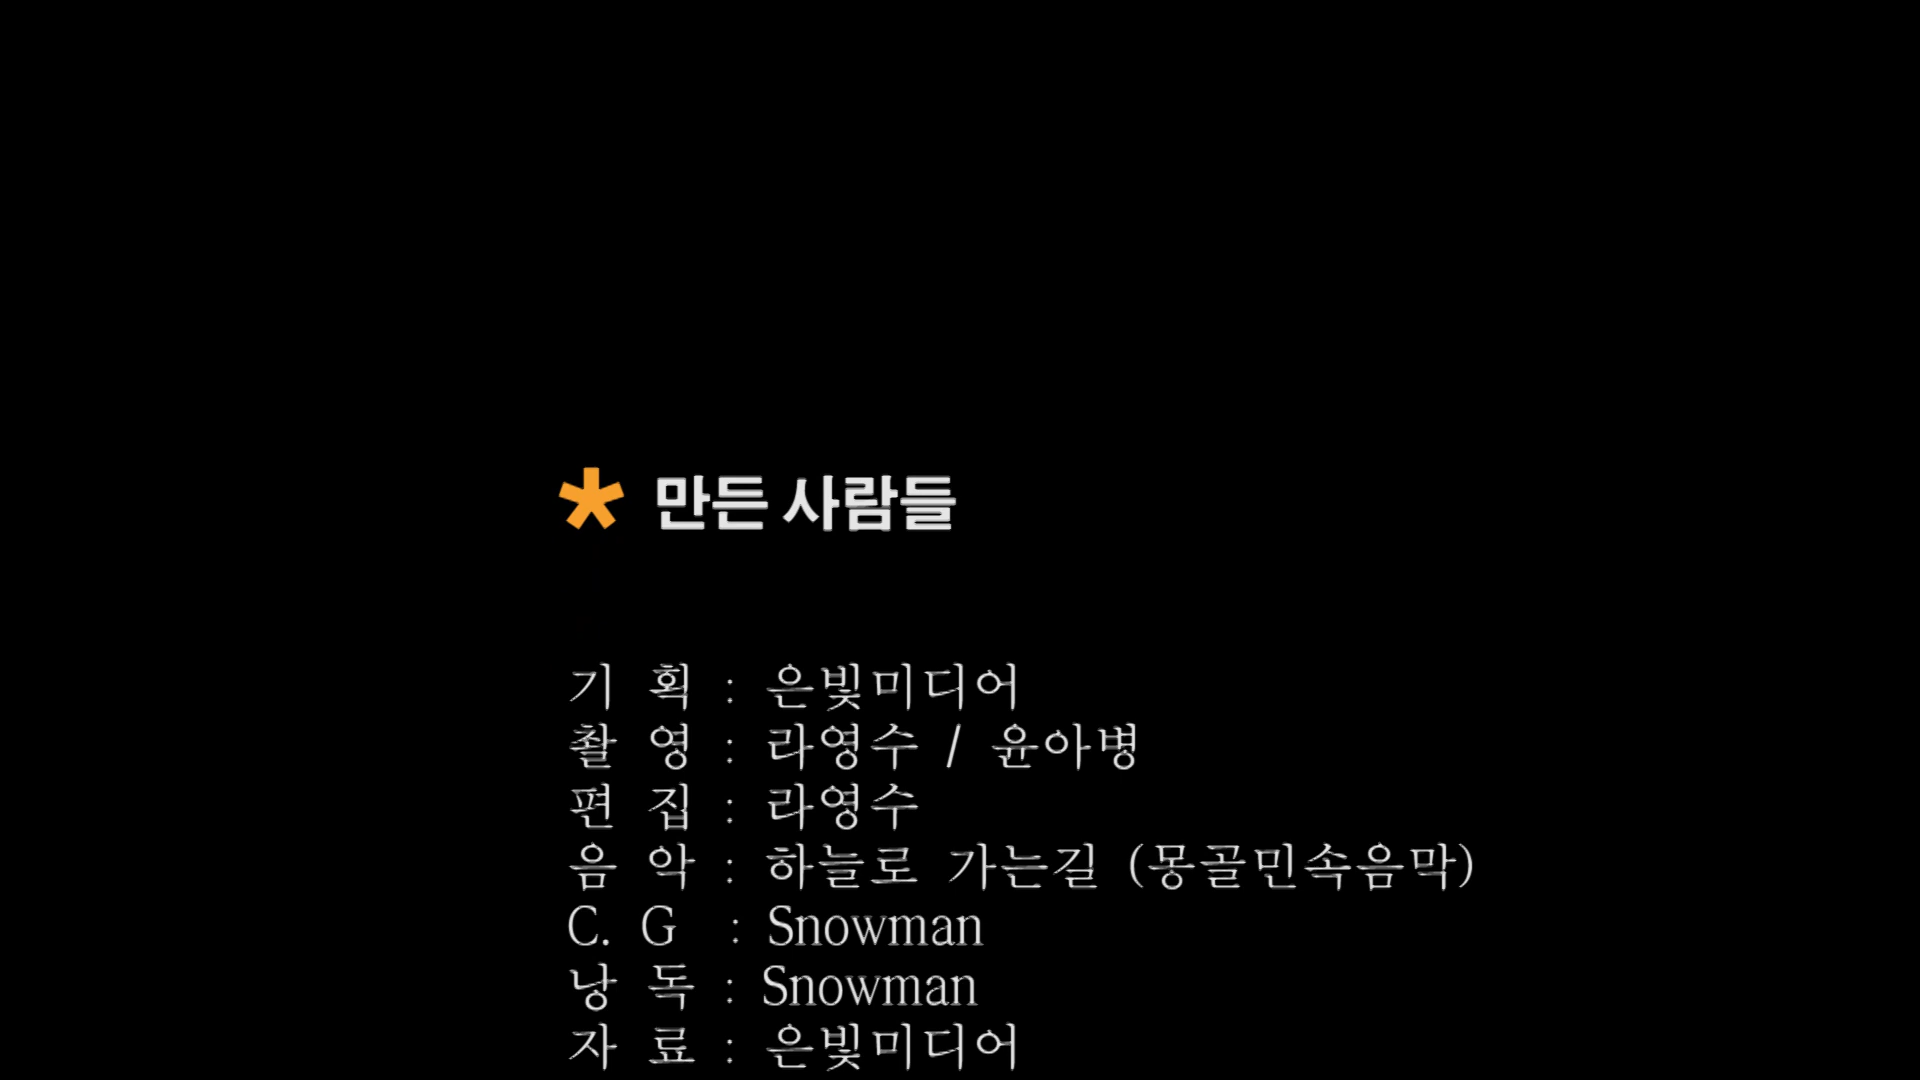 * 만든 사람들
기 획 : 은빛미디어
촬 영 : 라영수 / 윤아병
편 집 : 라영수
음 악 : 하늘로 가는길 (몽골민속음막)
C. G : Snowman
낭 독 : Snowman
자 료 : 은빛미디어